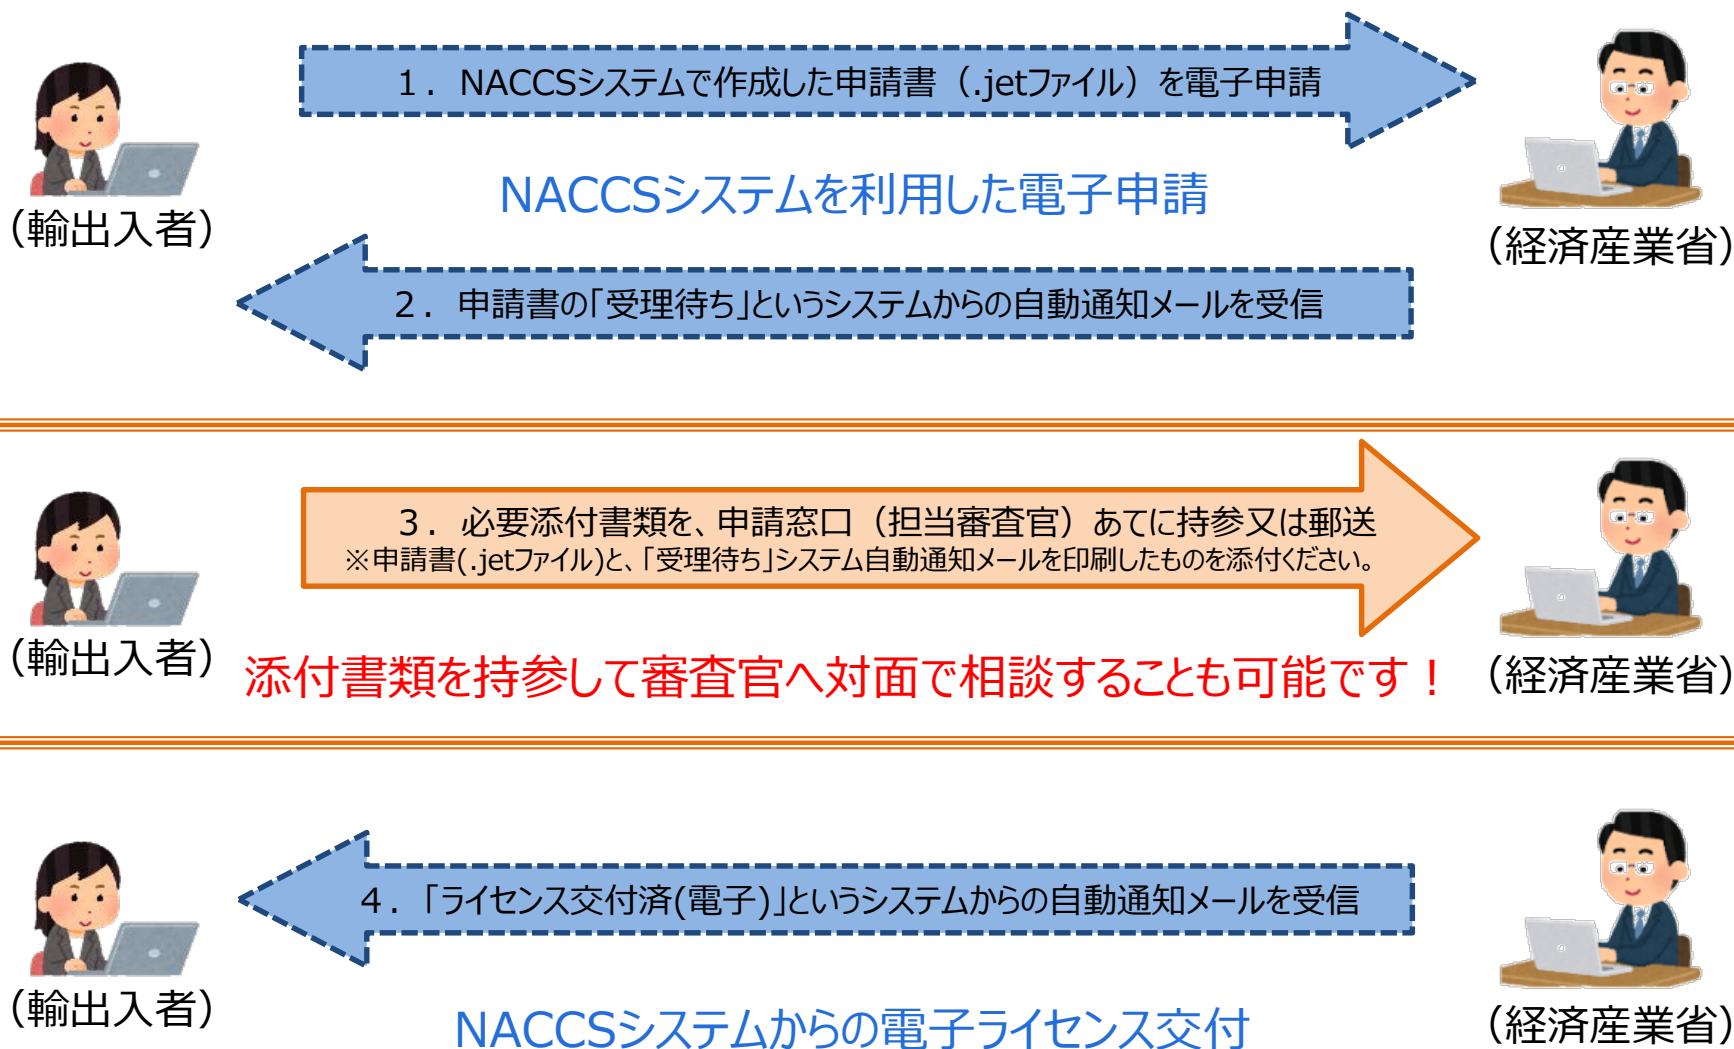 1．NACCSシステムで作成した申請書（.jetファイル）を電子申請
NACCSシステムを利用した電子申請
（輸出入者）
（経済産業省）
2．申請書の「受理待ち」というシステムからの自動通知メールを受信
3．必要添付書類を、申請窓口（担当審査官）あてに持参又は郵送
※申請書(.jetファイル)と、「受理待ち」システム自動通知メールを印刷したものを添付ください。
（輸出入者）
添付書類を持参して審査官へ対面で相談することも可能です！
（経済産業省）
4．「ライセンス交付済(電子)」というシステムからの自動通知メールを受信
（輸出入者）
NACCSシステムからの電子ライセンス交付
（経済産業省）